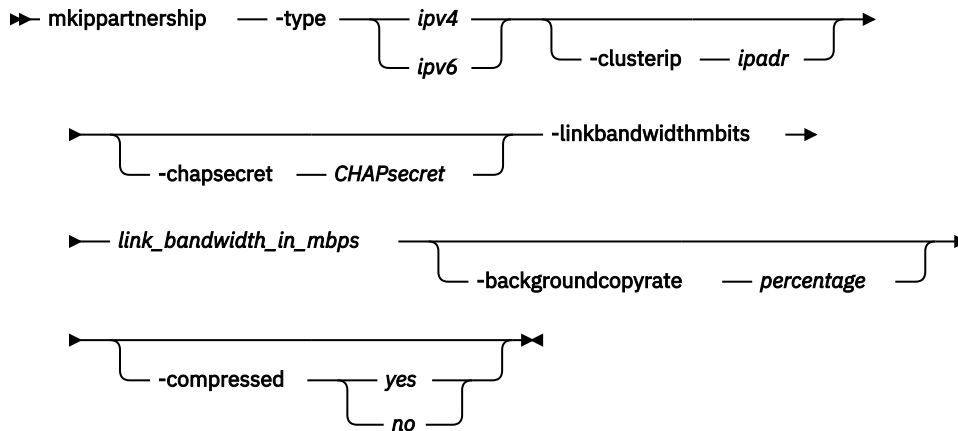 mkippartnership -type ipv4
ipv6
-clusterip ipadr
-linkbandwidthmbits
-chapsecret CHAPsecret
link_bandwidth_in_mbps
-backgroundcopyrate percentage
-compressed yes
no